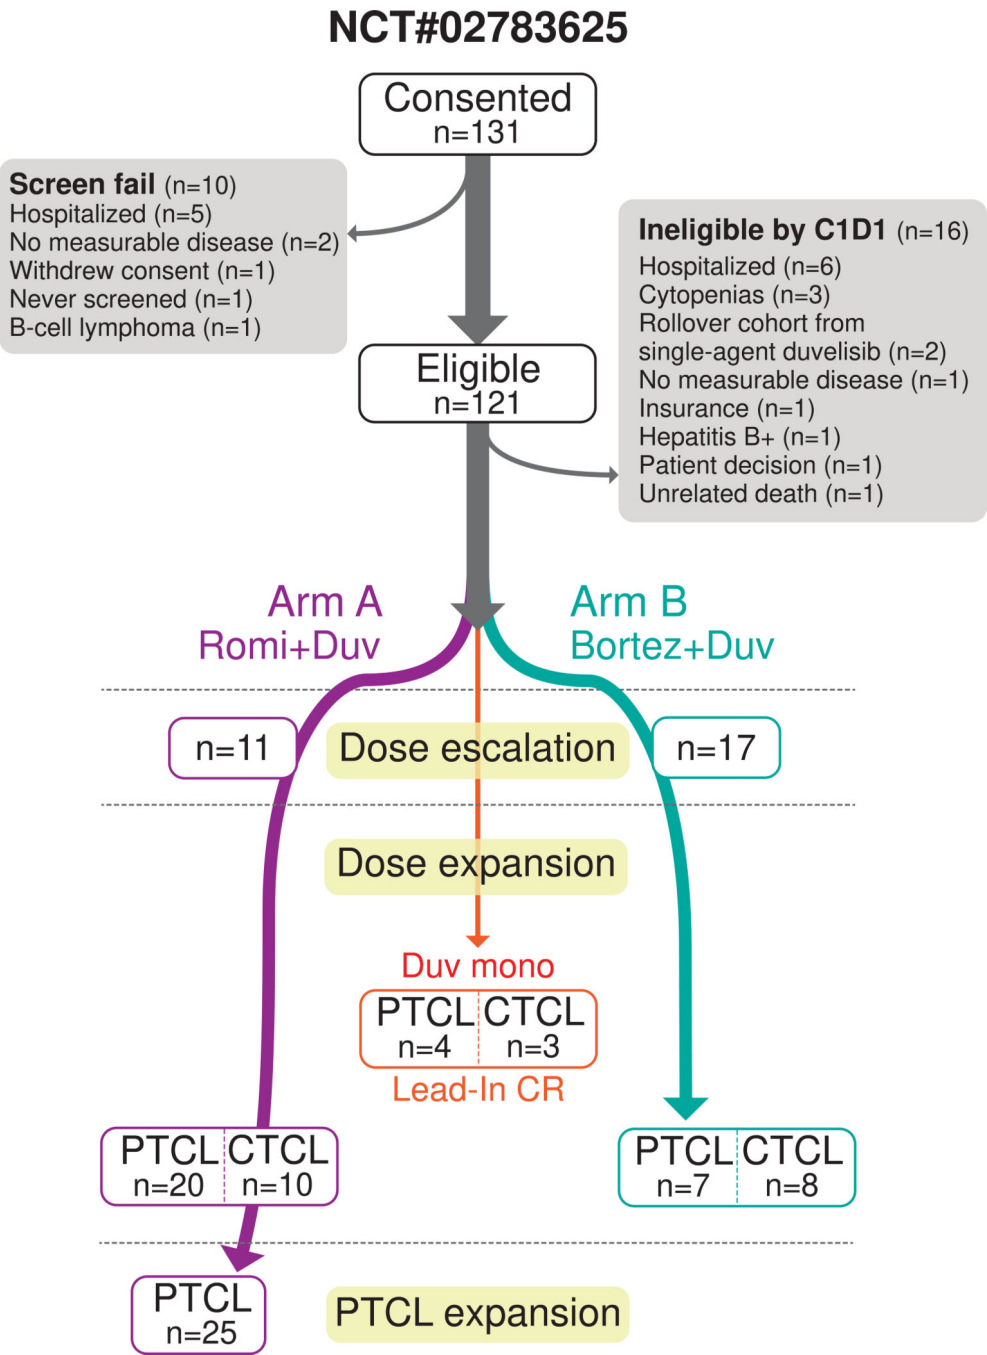 NCT#02783625
Consented
n=131
Screen fail (n=10)
Hospitalized (n=5)
No measurable disease (n=2)
Withdrew consent (n=1)
Never screened (n=1)
B-cell lymphoma (n=1)
Ineligible by C1D1 (n=16)
Hospitalized (n=6)
Cytopenias (n=3)
Rollover cohort from
single-agent duvelisib (n=2)
No measurable disease (n=1)
Insurance (n=1)
Hepatitis B+ (n=1)
Patient decision (n=1)
Unrelated death (n=1)
Eligible
n=121
Arm A
Romi+Duv
Arm B
Bortez+Duv
n=11
Dose escalation
n=17
Dose expansion
Duv mono
PTCL CTCL
n=4 n=3
Lead-In CR
PTCL CTCL
n=20 n=10
PTCL CTCL
n=7 n=8
PTCL
n=25
PTCL expansion